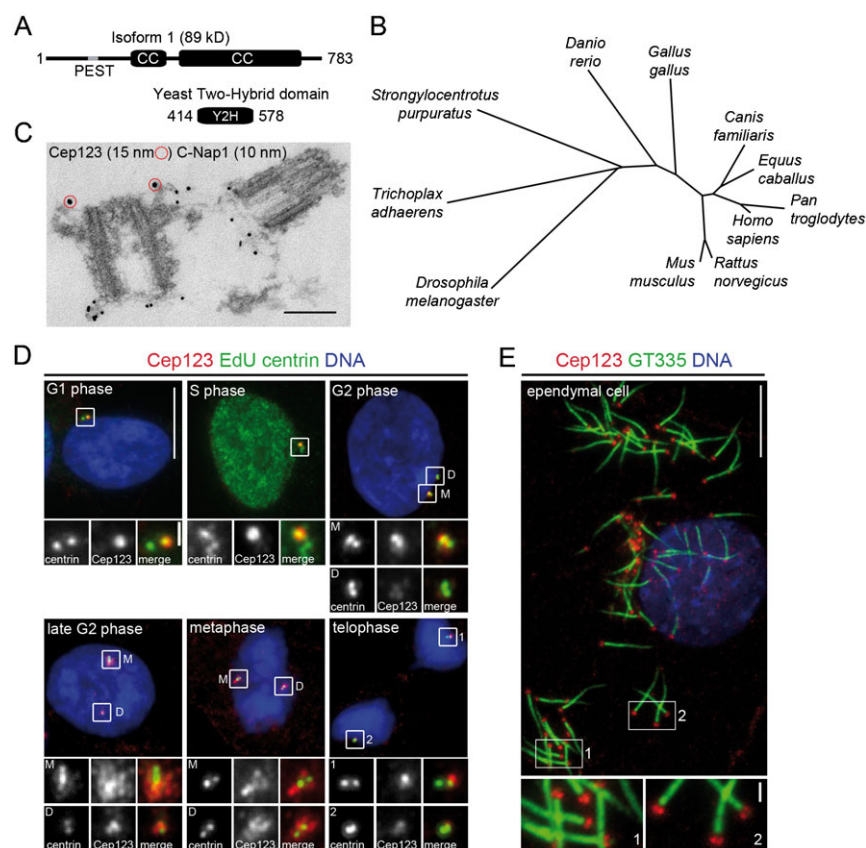 A
Isoform 1 (89 kD)
1
CC
CC
783
PEST
Yeast Two-Hybrid domain
414
Y2H
578
B
Danio
rerio
Gallus
gallus
Strongylocentrotus
purpuratus
Canis
familiaris
Equus
caballus
Trichoplax
adhaerens
Pan
troglodytes
Homo
sapiens
Drosophila
melanogaster
Mus
musculus
Rattus
norvegicus
C
Cep123 (15 nm ) C-Nap1 (10 nm)
D
Cep123 EdU centrin DNA
G1 phase
S phase
G2 phase
D
M
centrin
Cep123
merge
centrin
Cep123
merge
M
D
centrin
Cep123
merge
late G2 phase
metaphase
telophase
M
D
M
D
1
2
M
M
1
D
D
2
centrin
Cep123
merge
centrin
Cep123
merge
centrin
Cep123
merge
E
Cep123 GT335 DNA
ependymal cell
1
2
1
2